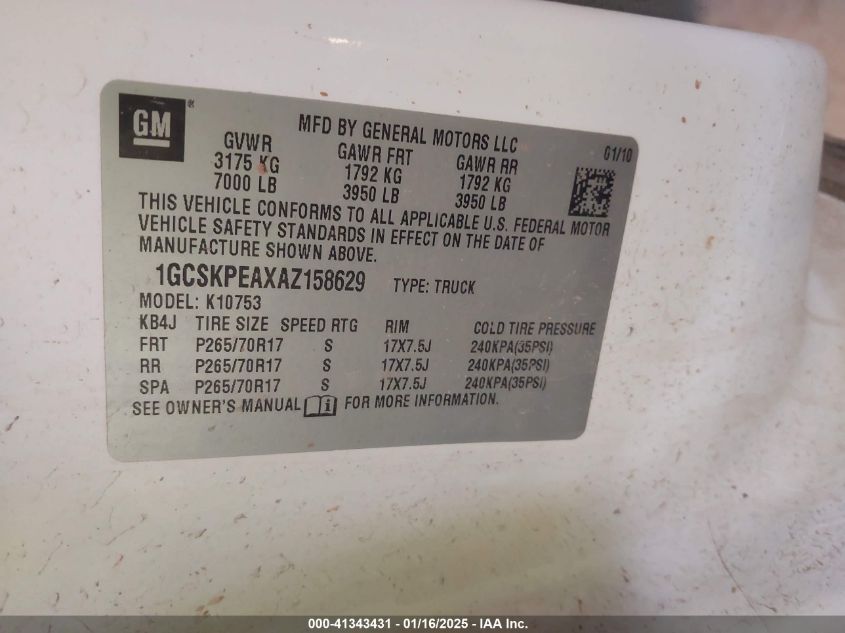 GM ®
MFD BY GENERAL MOTORS LLC
01/10
GVWR GAWR FRT GAWR RR
3175 KG 1792 KG 1792 KG
7000 LB 3950 LB 3950 LB
THIS VEHICLE CONFORMS TO ALL APPLICABLE U.S. FEDERAL MOTOR
VEHICLE SAFETY STANDARDS IN EFFECT ON THE DATE OF
MANUFACTURE SHOWN ABOVE.
1GCSKPEAXAZ158629 TYPE: TRUCK
MODEL: K10753
KB4J TIRE SIZE SPEED RTG RIM COLD TIRE PRESSURE
FRT P265/70R17 S 17X7.5J 240KPA(35PSI)
RR P265/70R17 S 17X7.5J 240KPA(35PSI)
SPA P265/70R17 S 17X7.5J 240KPA(35PSI)
SEE OWNER'S MANUAL i FOR MORE INFORMATION.
000-41343431 - 01/16/2025 - IAA Inc.